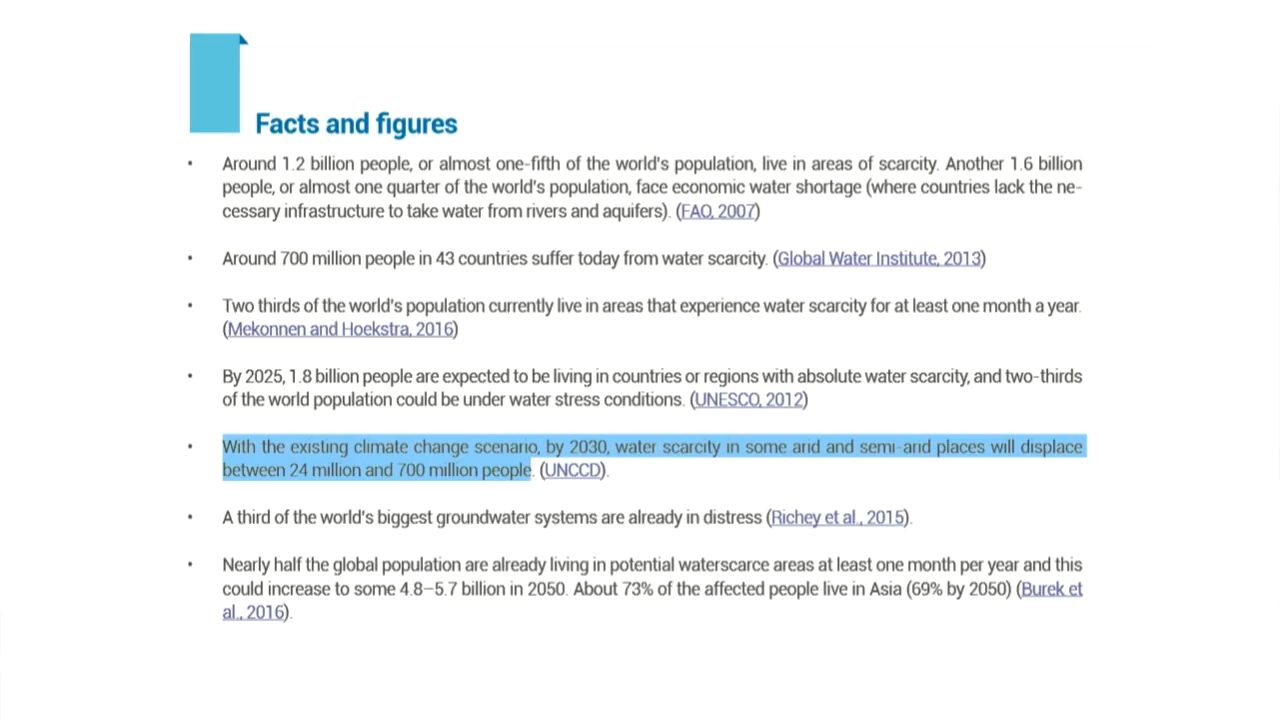 Facts and figures
• Around 1.2 billion people, or almost one-fifth of the world's population, live in areas of scarcity. Another 1.6 billion
people, or almost one quarter of the world's population, face economic water shortage (where countries lack the ne-
cessary infrastructure to take water from rivers and aquifers). (FAO, 2007)
• Around 700 million people in 43 countries suffer today from water scarcity. (Global Water Institute, 2013)
• Two thirds of the world's population currently live in areas that experience water scarcity for at least one month a year.
(Mekonnen and Hoekstra, 2016)
• By 2025, 1.8 billion people are expected to be living in countries or regions with absolute water scarcity, and two-thirds
of the world population could be under water stress conditions. (UNESCO, 2012)
• With the existing climate change scenario, by 2030, water scarcity in some arid and semi-arid places will displace
between 24 million and 700 million people. (UNCCD).
• A third of the world's biggest groundwater systems are already in distress (Richey et al., 2015).
• Nearly half the global population are already living in potential waterscarce areas at least one month per year and this
could increase to some 4.8–5.7 billion in 2050. About 73% of the affected people live in Asia (69% by 2050) (Burek et
al., 2016).